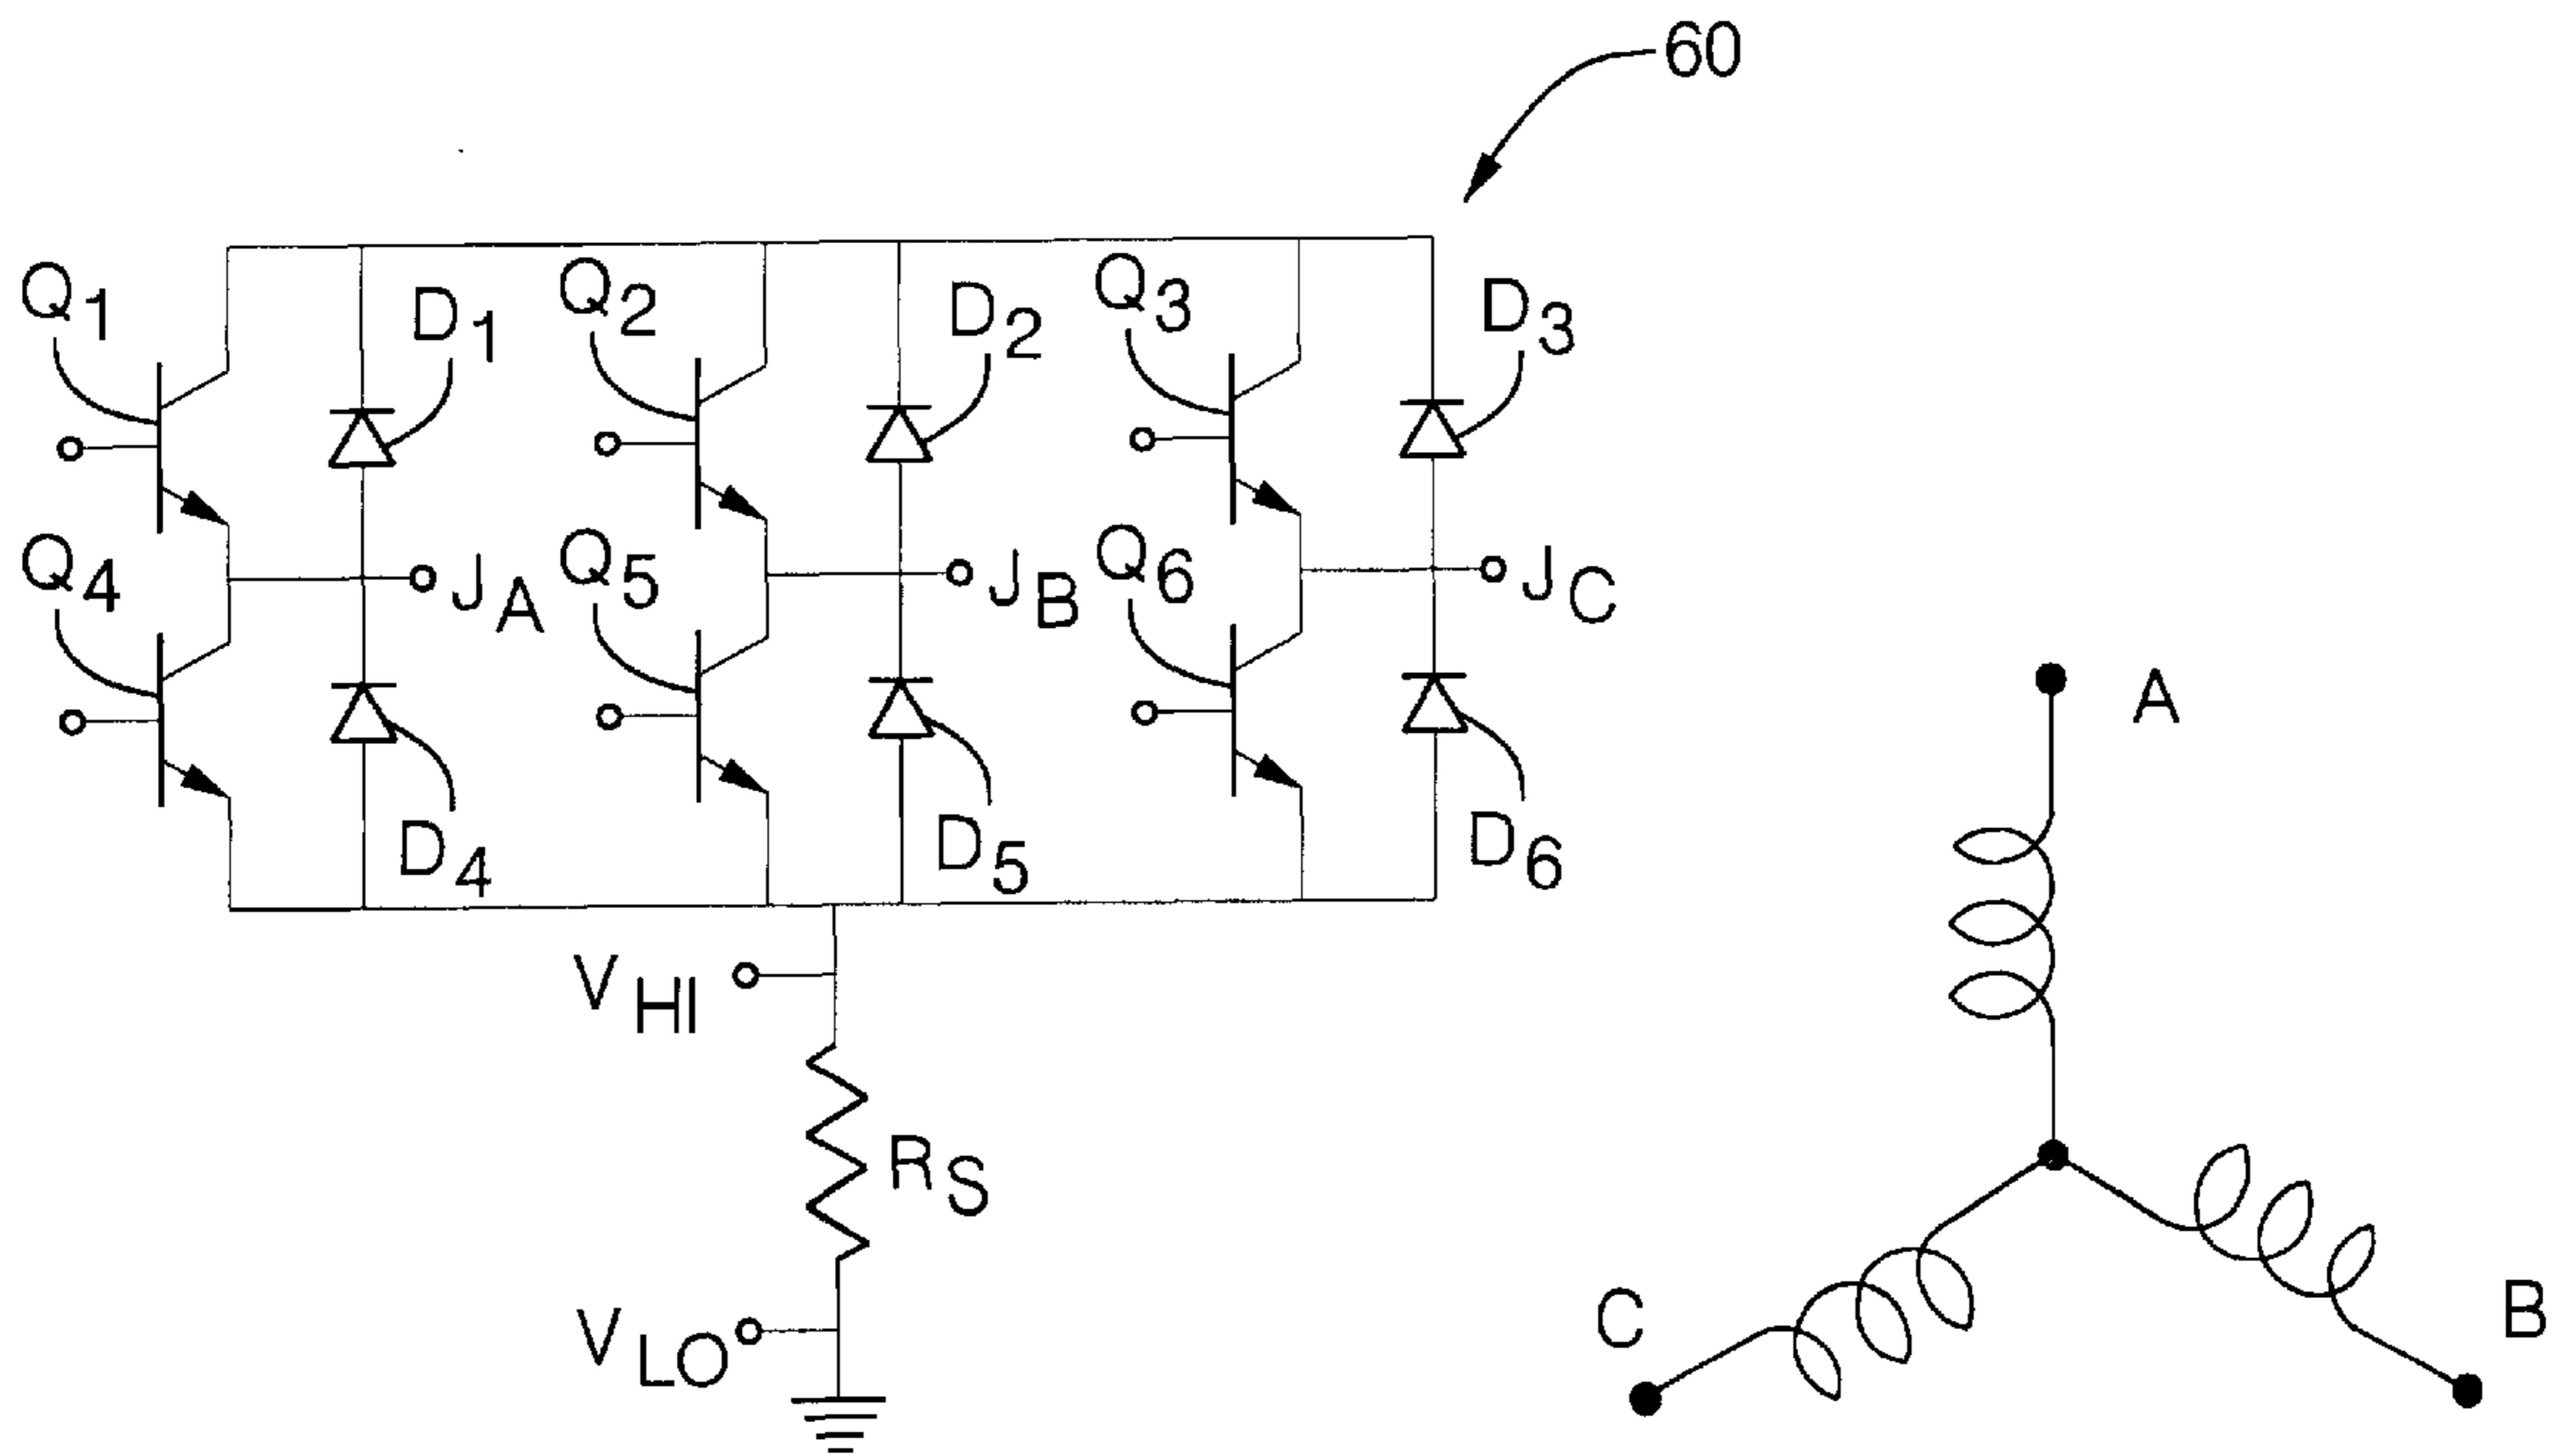 60
Q1 D1 Q2 D2 Q3 D3
Q4 JA Q5 JB Q6 JC
D4 D5 D6
VHI
RS
VLO
A
C B